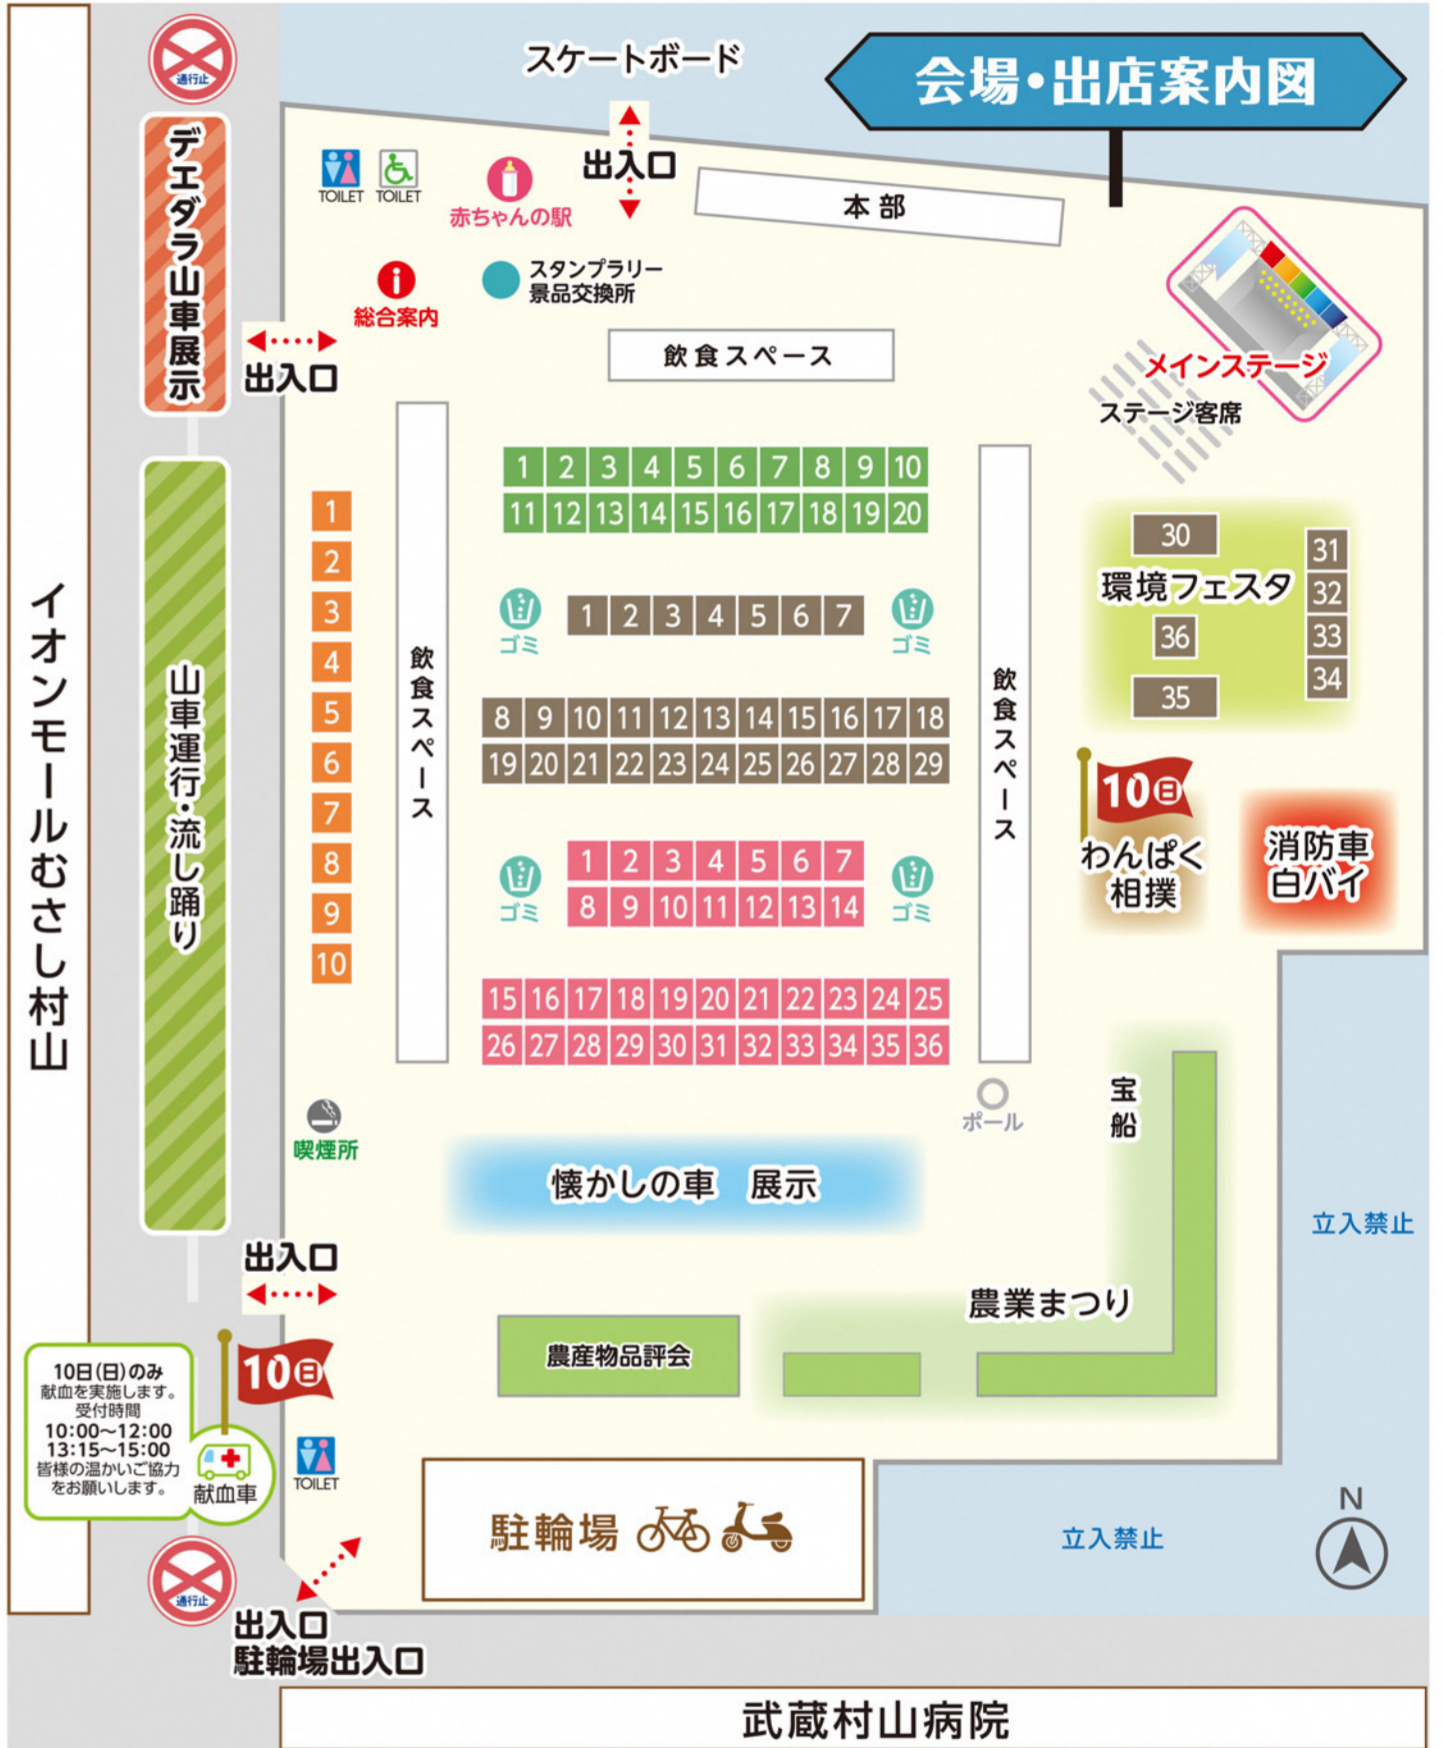 会場・出店案内図
スケートボード
出入口
通行止
デエダラ山車展示
TOILET
TOILET
赤ちゃんの駅
本部
i
総合案内
スタンプラリー
景品交換所
出入口
飲食スペース
メインステージ
ステージ客席
1 2 3 4 5 6 7 8 9 10
11 12 13 14 15 16 17 18 19 20
1
2
3
4
5
6
7
8
9
10
飲食スペース
飲食スペース
ゴミ
1 2 3 4 5 6 7
ゴミ
8 9 10 11 12 13 14 15 16 17 18
19 20 21 22 23 24 25 26 27 28 29
ゴミ
1 2 3 4 5 6 7
8 9 10 11 12 13 14
ゴミ
15 16 17 18 19 20 21 22 23 24 25
26 27 28 29 30 31 32 33 34 35 36
30
環境フェスタ
36
35
31
32
33
34
10日
わんぱく
相撲
消防車
白バイ
イオンモールむさし村山
山車運行・流し踊り
喫煙所
ポール
宝船
懐かしの車 展示
立入禁止
出入口
農業まつり
農産物品評会
10日
10日(日)のみ
献血を実施します。
受付時間
10:00〜12:00
13:15〜15:00
皆様の温かいご協力
をお願いします。
献血車
TOILET
駐輪場
立入禁止
N
通行止
出入口
駐輪場出入口
武蔵村山病院